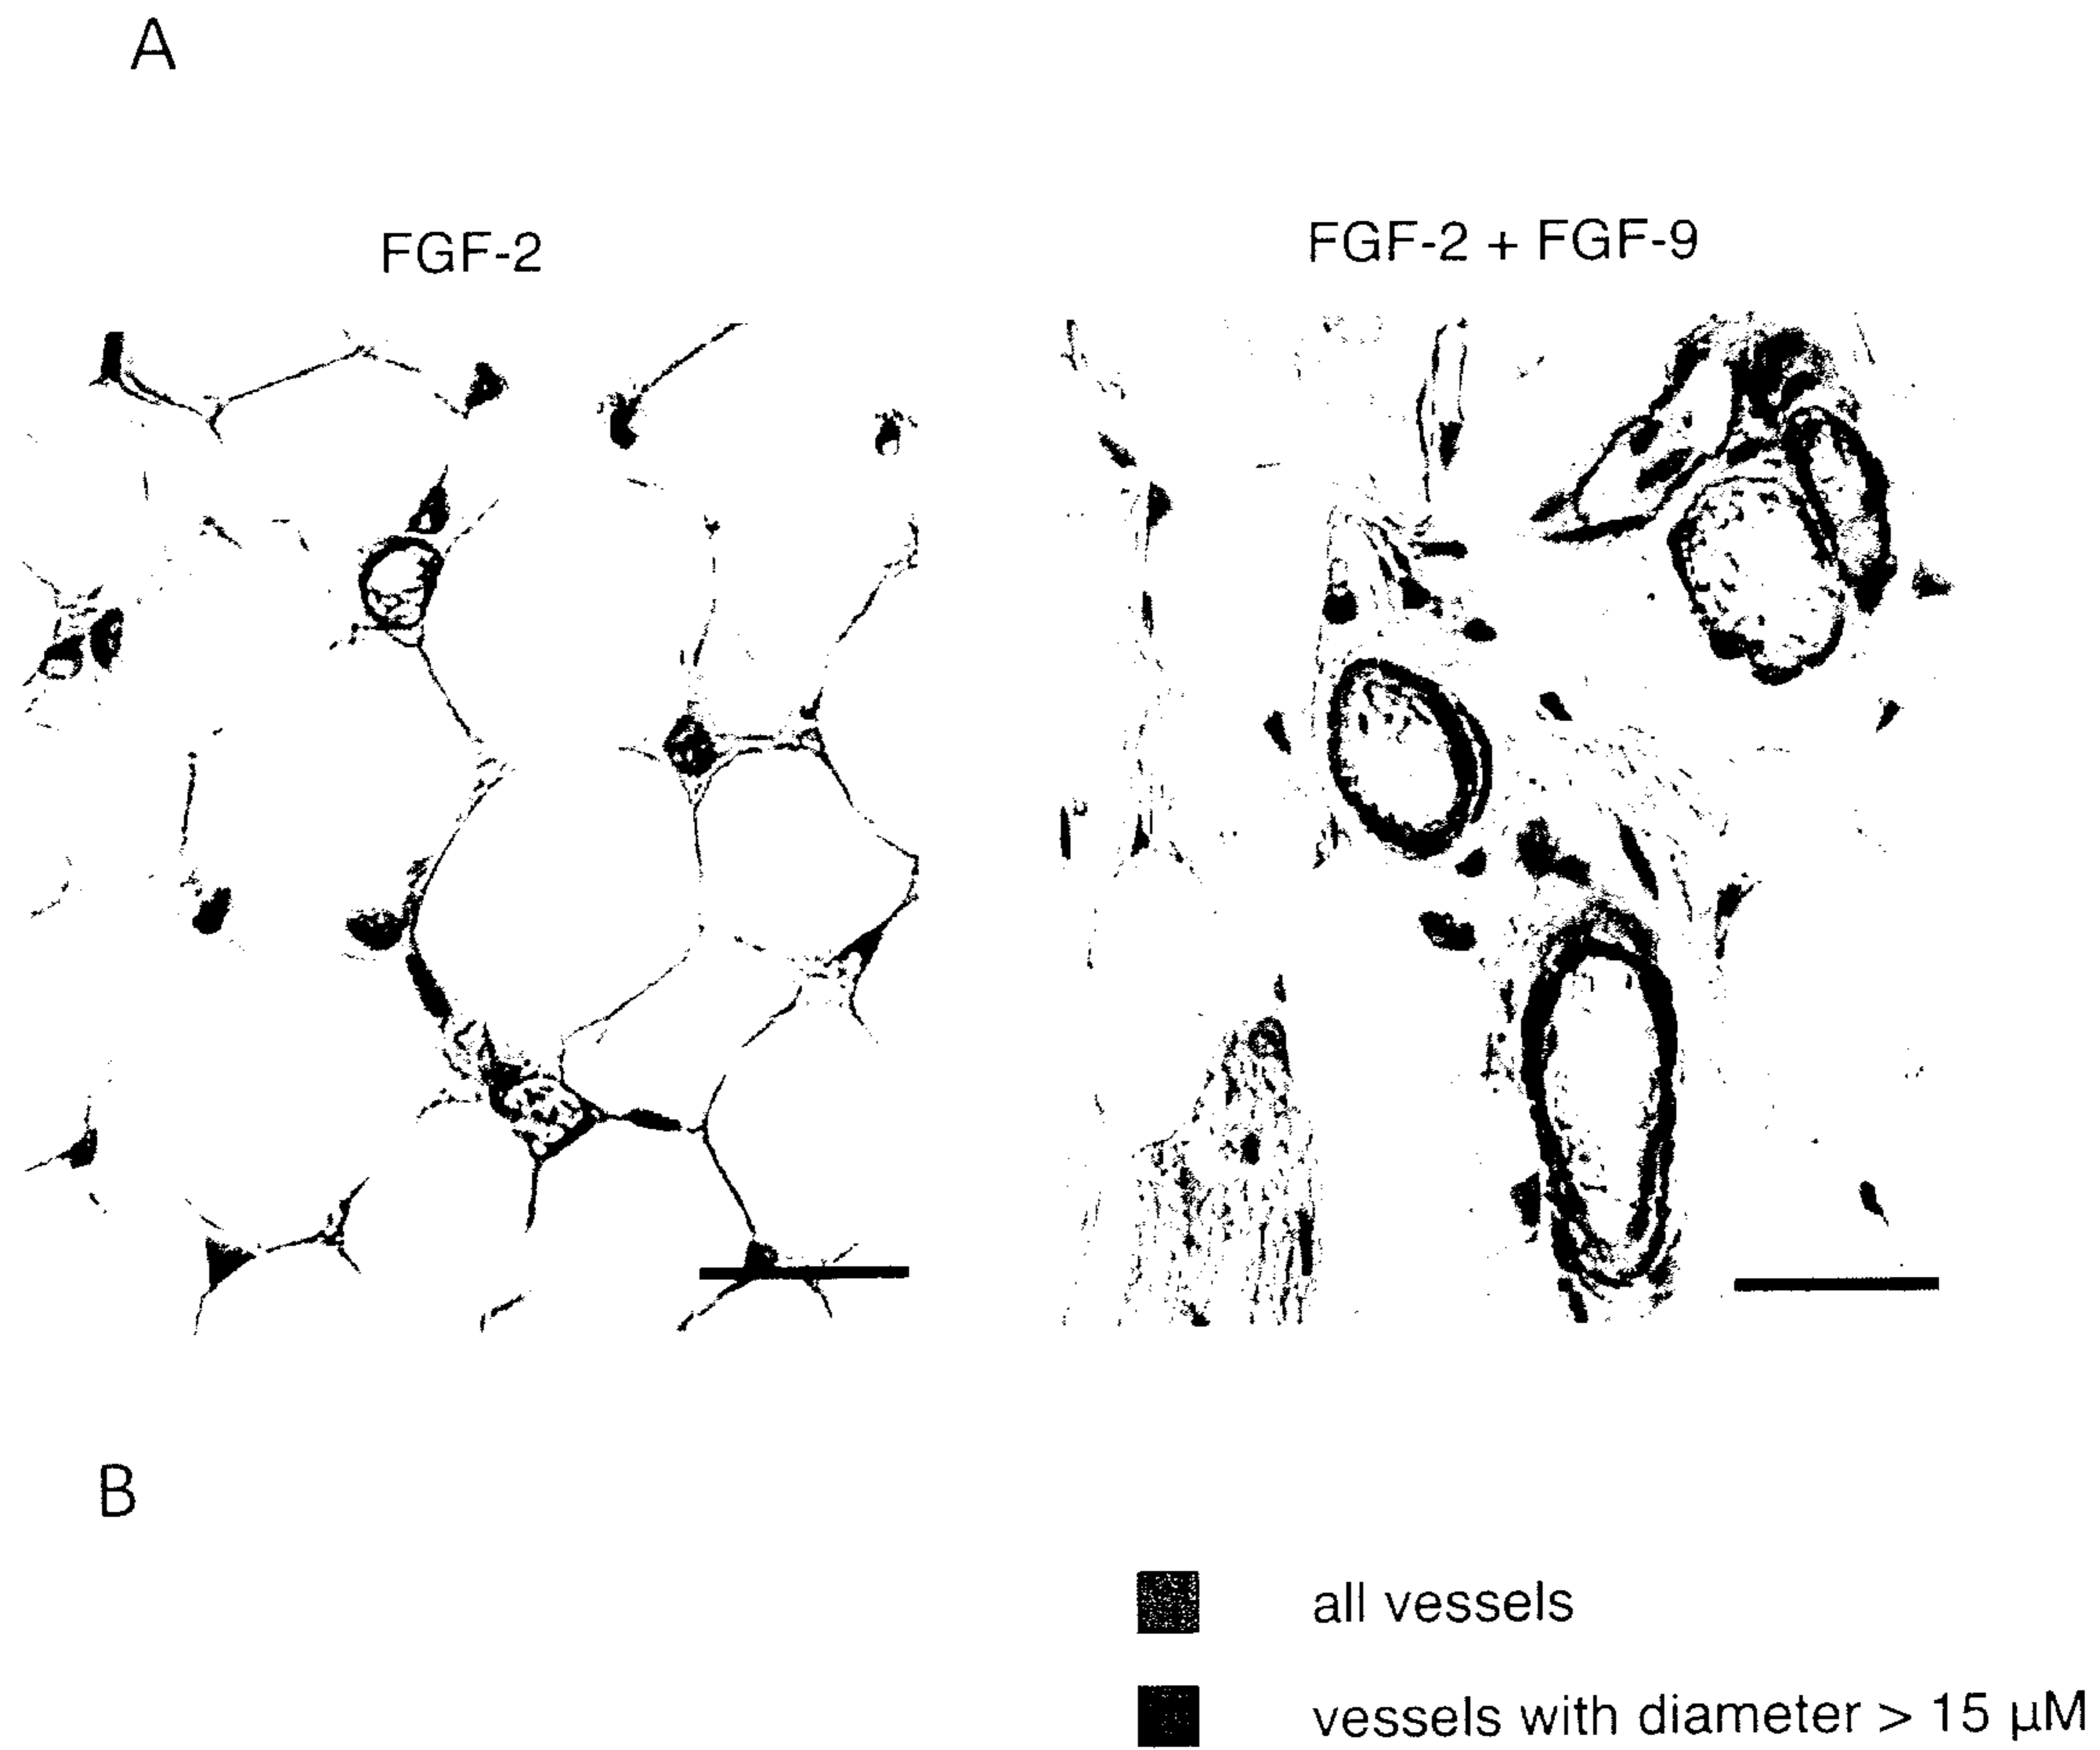 A
FGF-2
FGF-2 + FGF-9
B
all vessels
vessels with diameter > 15 µM